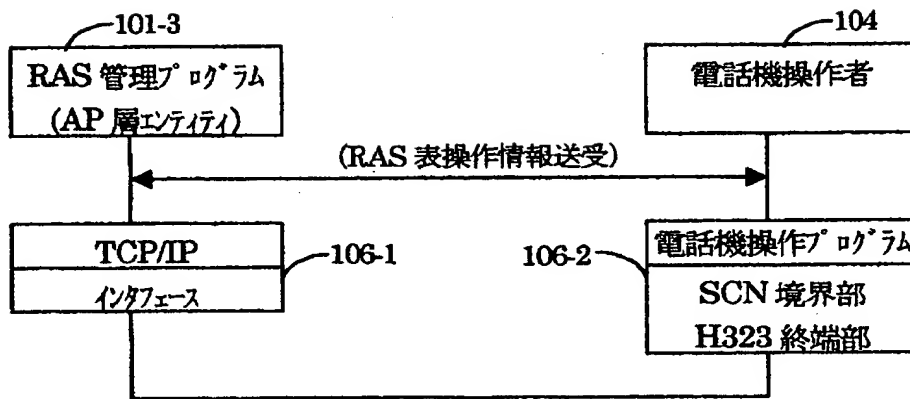 101-3
104
RAS 管理プログラム
(AP 層エンティティ)
電話機操作者
(RAS 表操作情報送受)
TCP/IP
インタフェース
106-1
106-2
電話機操作プログラム
SCN 境界部
H323 終端部